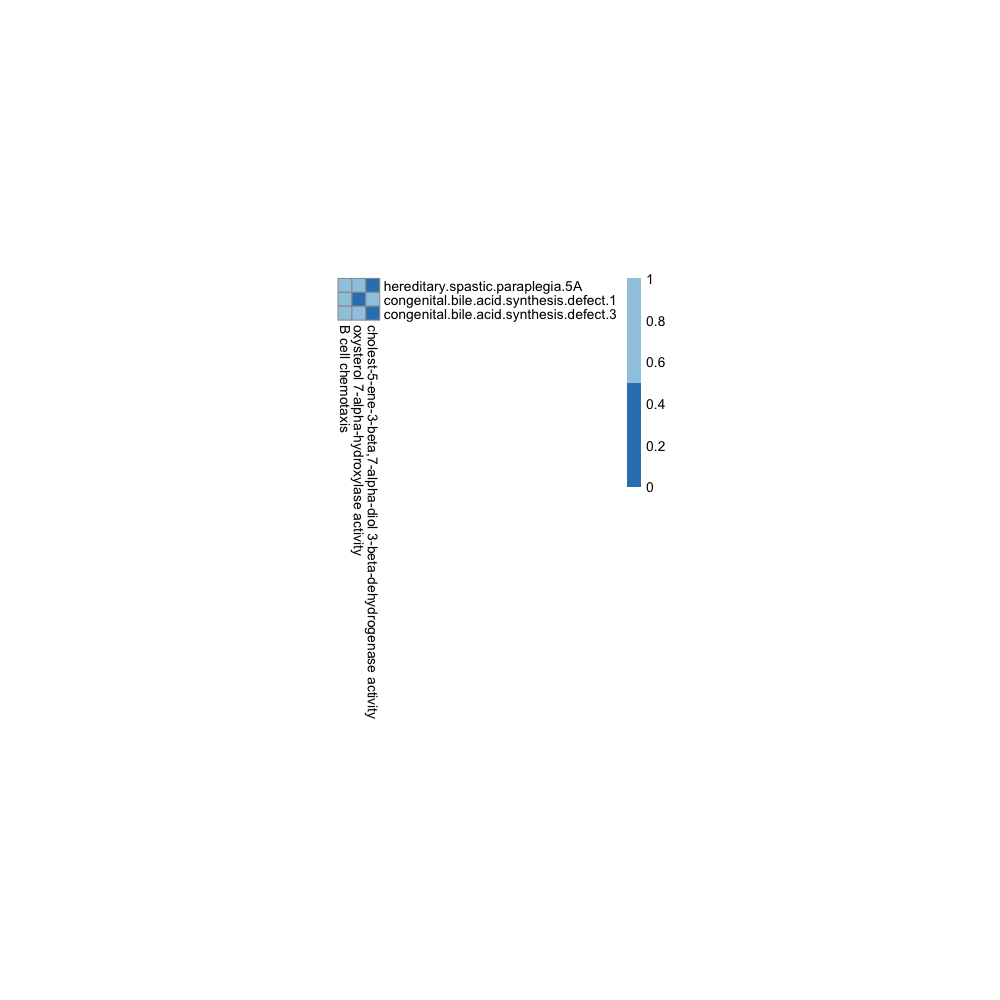 hereditary.spastic.paraplegia.5A
congenital.bile.acid.synthesis.defect.1
congenital.bile.acid.synthesis.defect.3
B cell chemotaxis
oxysterol 7-alpha-hydroxylase activity
cholest-5-ene-3-beta,7-alpha-diol 3-beta-dehydrogenase activity
1
0.8
0.6
0.4
0.2
0